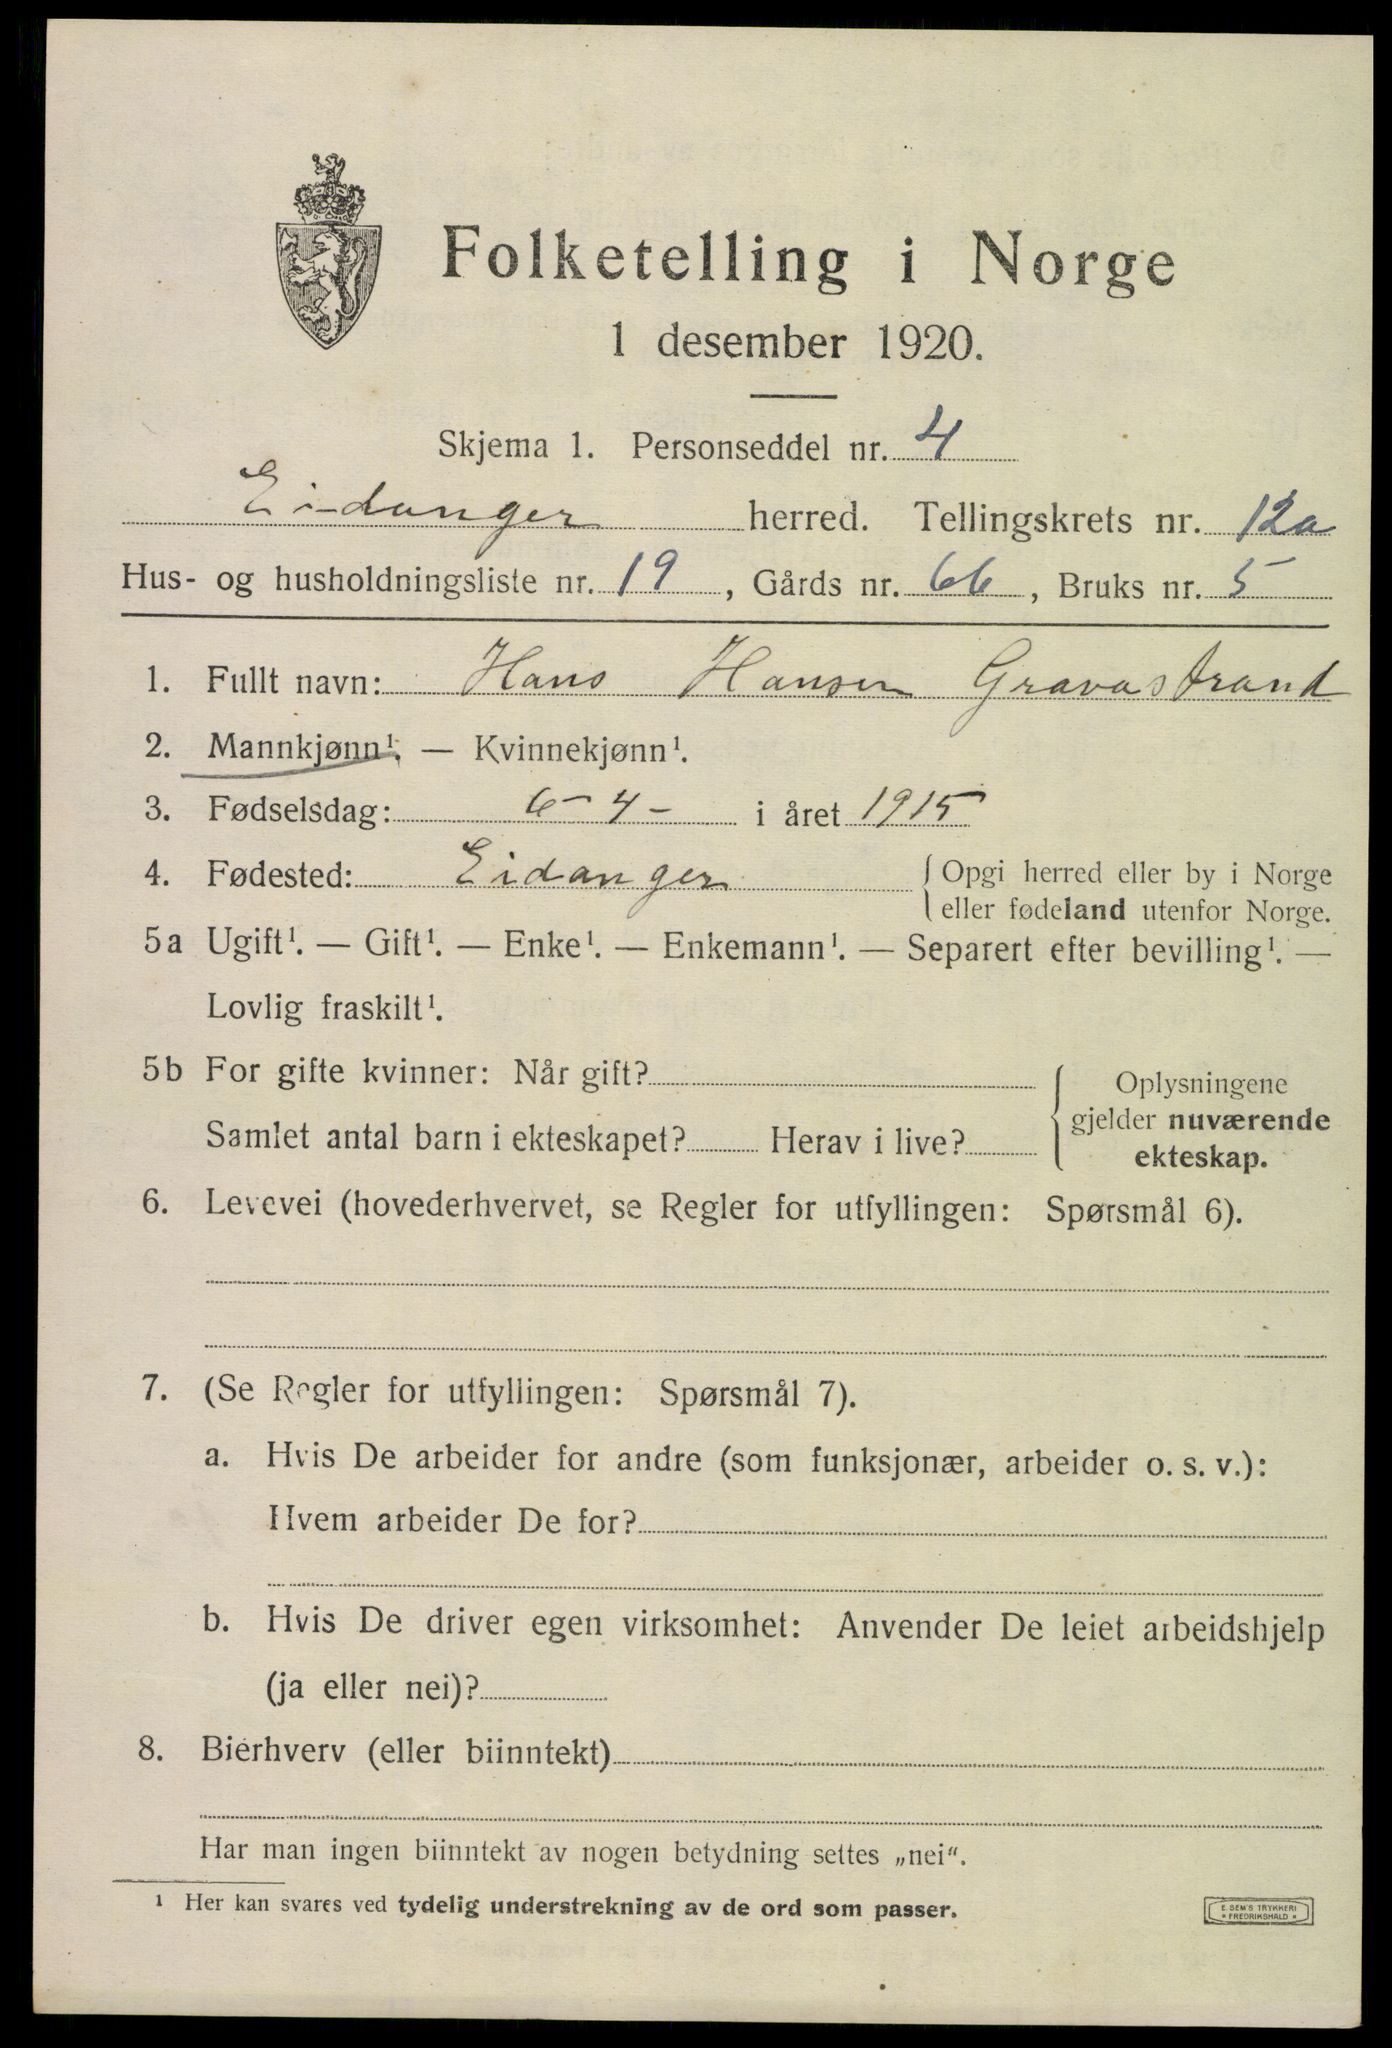 Folketelling i Norge
1 desember 1920.
Skjema 1. Personseddel nr. 4
Eidanger herred. Tellingskrets nr. 12a
Hus- og husholdningsliste nr. 19, Gårds nr. 66, Bruks nr. 5
1. Fullt navn: Hans Hansen Gravastrand
2. Mannkjønn¹. — Kvinnekjønn¹.
3. Fødselsdag: 6-4- i året 1915
4. Fødested: Eidanger { Opgi herred eller by i Norge
eller fødeland utenfor Norge.
5a Ugift¹. — Gift¹. — Enke¹. — Enkemann¹. — Separert efter bevilling¹. —
Lovlig fraskilt¹.
5b For gifte kvinner: Når gift?
Samlet antal barn i ekteskapet? Herav i live?
{ Oplysningene
gjelder nuværende
ekteskap.
6. Levevei (hovederhvervet, se Regler for utfyllingen: Spørsmål 6).
7. (Se Regler for utfyllingen: Spørsmål 7).
a. Hvis De arbeider for andre (som funksjonær, arbeider o. s. v.):
Hvem arbeider De for?
b. Hvis De driver egen virksomhet: Anvender De leiet arbeidshjelp
(ja eller nei)?
8. Bierhverv (eller biinntekt)
Har man ingen biinntekt av nogen betydning settes „nei".
¹ Her kan svares ved tydelig understrekning av de ord som passer.
E. SEM'S TRYKKERI
* FREDRIKSHALD *